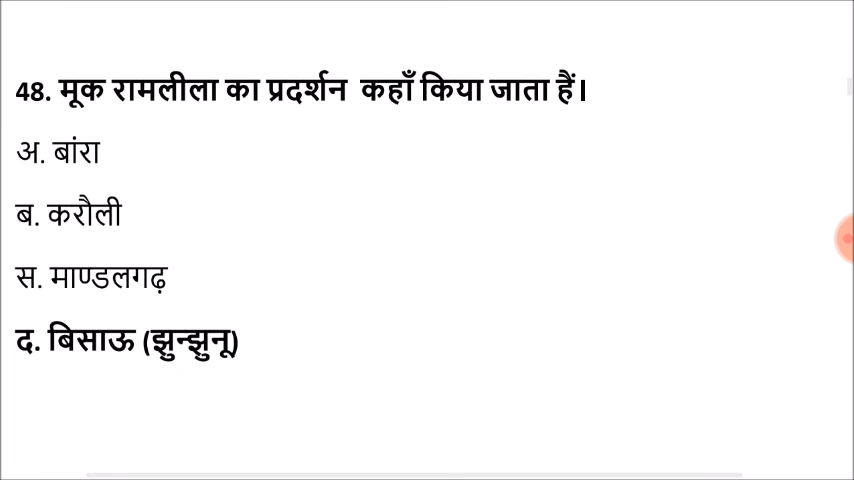 48. मूक रामलीला का प्रदर्शन कहाँ किया जाता हैं।
अ. बांरा
ब. करौली
स. माण्डलगढ़
द. बिसाऊ (झुन्झुनू)